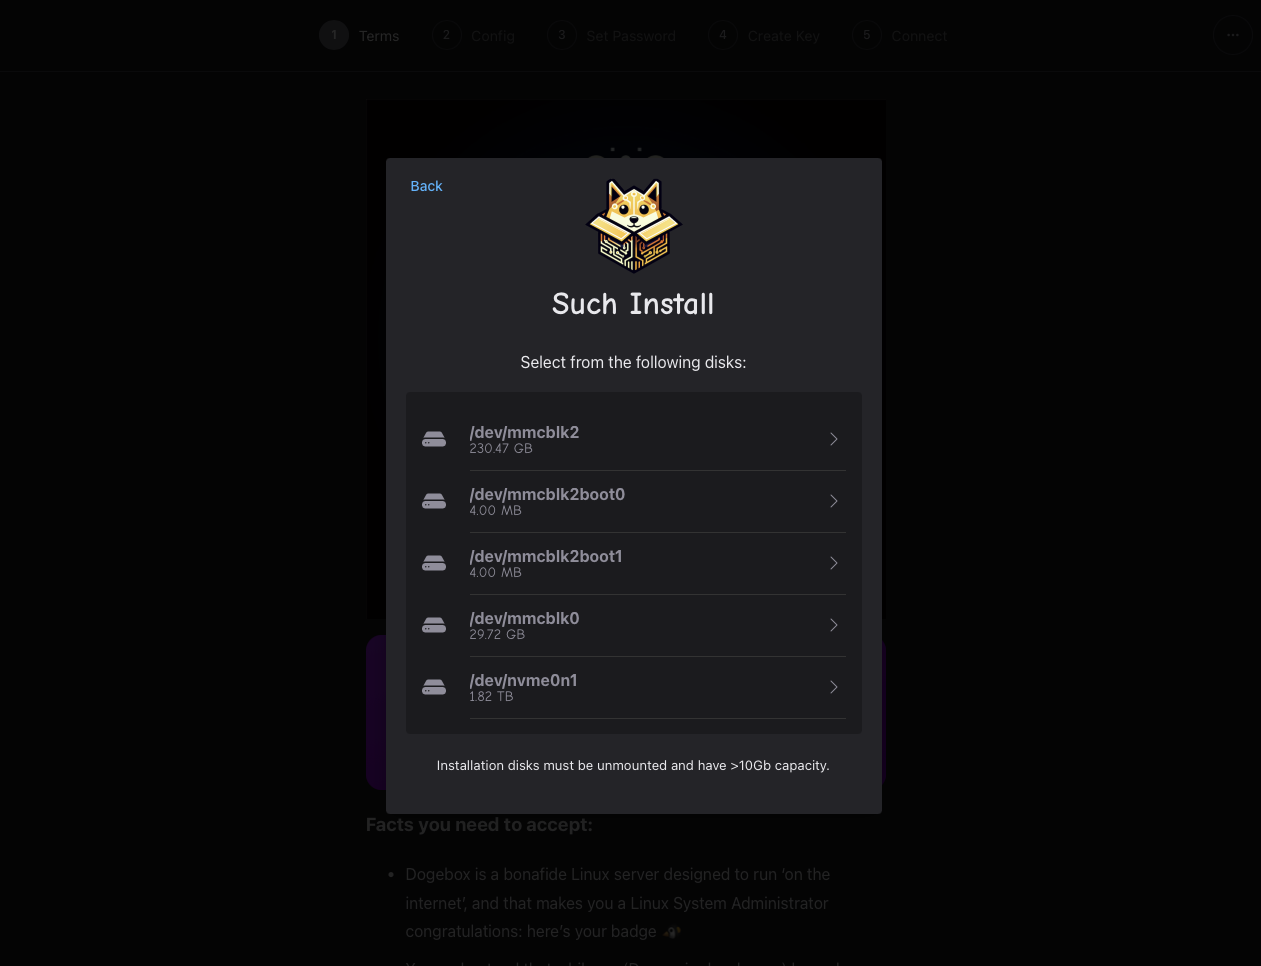 1 Terms 2 Config 3 Set Password 4 Create Key 5 Connect
Back
Such Install
Select from the following disks:
/dev/mmcblk2
230.47 GB
/dev/mmcblk2boot0
4.00 MB
/dev/mmcblk2boot1
4.00 MB
/dev/mmcblk0
29.72 GB
/dev/nvme0n1
1.82 TB
Installation disks must be unmounted and have >10Gb capacity.
Facts you need to accept:
• Dogebox is a bonafide Linux server designed to run ‘on the
internet’, and that makes you a Linux System Administrator
congratulations: here’s your badge